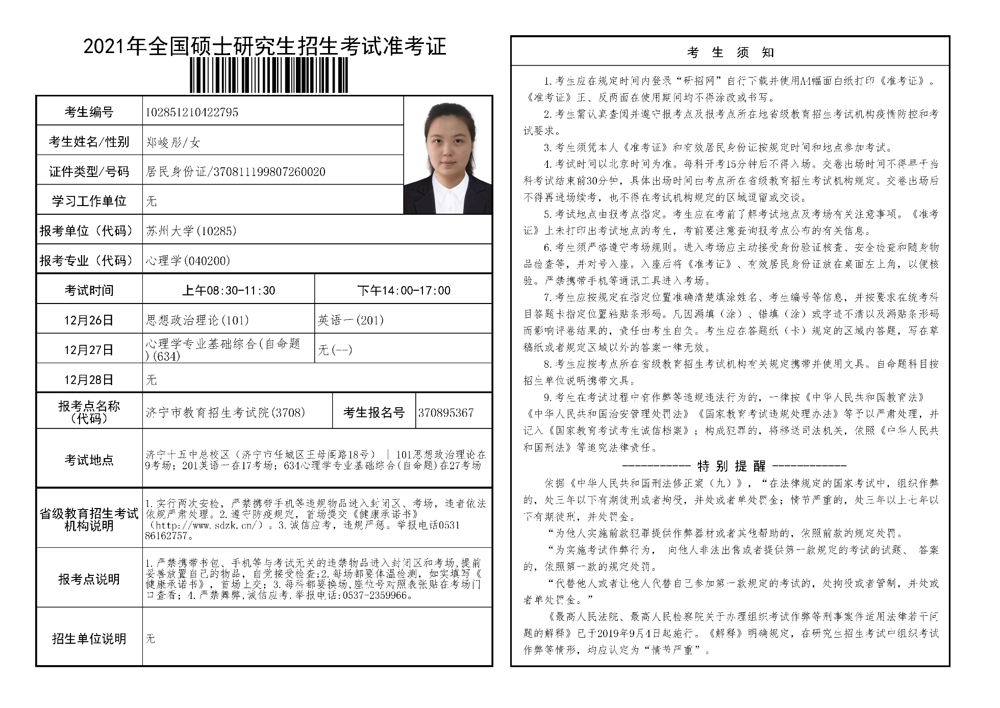 2021年全国硕士研究生招生考试准考证
考生编号 102851210422795
考生姓名/性别 郑峻彤/女
证件类型/号码 居民身份证/370811199807260020
学习工作单位 无
报考单位（代码） 苏州大学(10285)
报考专业（代码） 心理学(040200)
考试时间 上午08:30-11:30 下午14:00-17:00
12月26日 思想政治理论(101) 英语一(201)
12月27日 心理学专业基础综合(自命题
)(634) 无(--)
12月28日 无
报考点名称
（代码） 济宁市教育招生考试院(3708) 考生报名号 370895367
考试地点
济宁十五中总校区（济宁市任城区王母阁路18号） | 101思想政治理论在
9考场；201英语一在17考场；634心理学专业基础综合(自命题)在27考场
省级教育招生考试
机构说明
1.实行两次安检，严禁携带手机等违规物品进入封闭区、考场，违者依法
依规严肃处理。2.遵守防疫规定，首场提交《健康承诺书》
（http://www.sdzk.cn/）。3.诚信应考，违规严惩。举报电话0531
86162757。
报考点说明
1.严禁携带书包、手机等与考试无关的违禁物品进入封闭区和考场,提前
妥善放置自己的物品，自觉接受检查;2.每场都要体温检测，如实填写《
健康承诺书》，首场上交；3.每科都要换场,座位号对照表张贴在考场门
口查看；4.严禁舞弊,诚信应考.举报电话:0537-2359966。
招生单位说明 无
考 生 须 知
1.考生应在规定时间内登录“研招网”自行下载并使用A4幅面白纸打印《准考证》。
《准考证》正、反两面在使用期间均不得涂改或书写。
2.考生需认真查阅并遵守报考点及报考点所在地省级教育招生考试机构疫情防控和考
试要求。
3.考生须凭本人《准考证》和有效居民身份证按规定时间和地点参加考试。
4.考试时间以北京时间为准。每科开考15分钟后不得入场。交卷出场时间不得早于当
科考试结束前30分钟，具体出场时间由考点所在省级教育招生考试机构规定。交卷出场后
不得再进场续考，也不得在考试机构规定的区域逗留或交谈。
5.考试地点由报考点指定。考生应在考前了解考试地点及考场有关注意事项。《准考
证》上未打印出考试地点的考生，考前要注意查询报考点公布的有关信息。
6.考生须严格遵守考场规则。进入考场应主动接受身份验证核查、安全检查和随身物
品检查等，并对号入座。入座后将《准考证》、有效居民身份证放在桌面左上角，以便核
验。严禁携带手机等通讯工具进入考场。
7.考生应按规定在指定位置准确清楚填涂姓名、考生编号等信息，并按要求在统考科
目答题卡指定位置粘贴条形码。凡因漏填（涂）、错填（涂）或字迹不清以及漏贴条形码
而影响评卷结果的，责任由考生自负。考生应在答题纸（卡）规定的区域内答题，写在草
稿纸或者规定区域以外的答案一律无效。
8.考生应按考点所在省级教育招生考试机构有关规定携带并使用文具。自命题科目按
招生单位说明携带文具。
9.考生在考试过程中有作弊等违规违法行为的，一律按《中华人民共和国教育法》
《中华人民共和国治安管理处罚法》《国家教育考试违规处理办法》等予以严肃处理，并
记入《国家教育考试考生诚信档案》；构成犯罪的，将移送司法机关，依照《中华人民共
和国刑法》等追究法律责任。
----------- 特 别 提 醒 ------------
依据《中华人民共和国刑法修正案（九）》，“在法律规定的国家考试中，组织作弊
的，处三年以下有期徒刑或者拘役，并处或者单处罚金；情节严重的，处三年以上七年以
下有期徒刑，并处罚金。
“为他人实施前款犯罪提供作弊器材或者其他帮助的，依照前款的规定处罚。
“为实施考试作弊行为， 向他人非法出售或者提供第一款规定的考试的试题、 答案
的，依照第一款的规定处罚。
“代替他人或者让他人代替自己参加第一款规定的考试的，处拘役或者管制，并处或
者单处罚金。”
《最高人民法院、最高人民检察院关于办理组织考试作弊等刑事案件适用法律若干问
题的解释》已于2019年9月4日起施行。《解释》明确规定，在研究生招生考试中组织考试
作弊等情形，均应认定为“情节严重”。